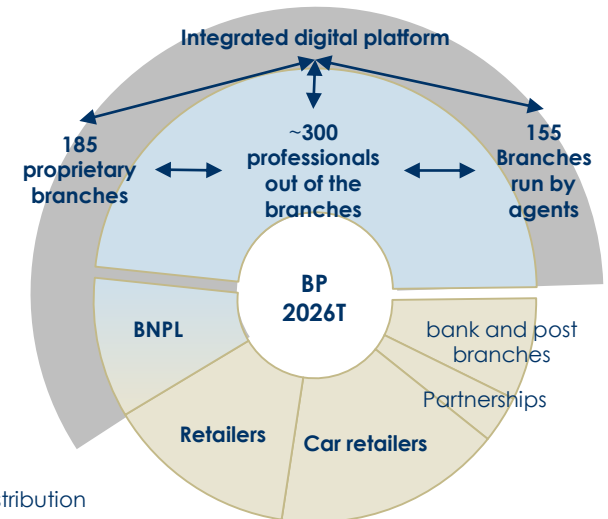 Integrated digital platform
185
proprietary
branches
~300
professionals
out of the
branches
155
Branches
run by
agents
BP
2026T
BNPL
bank and post
branches
Partnerships
Retailers
Car retailers
stribution